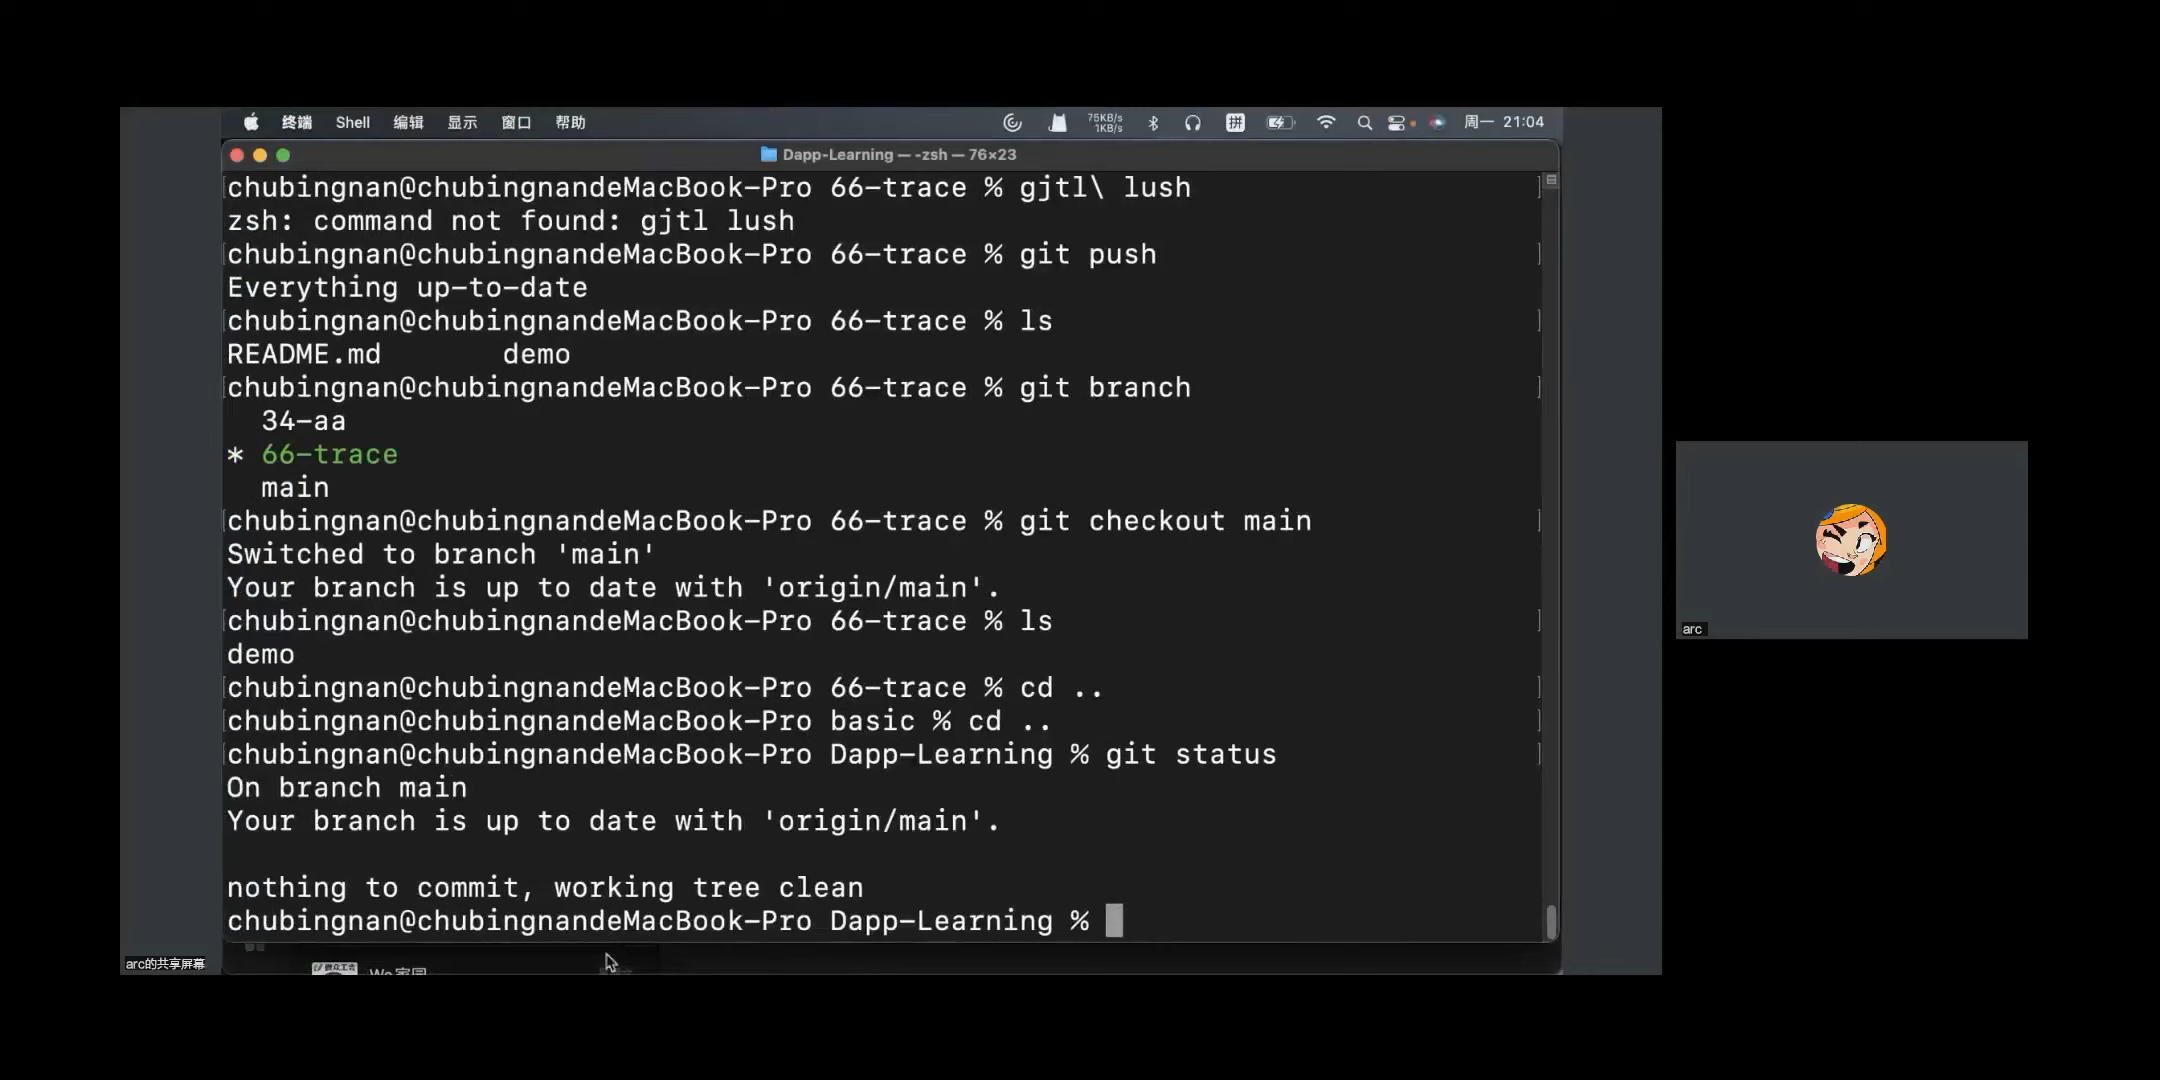 终端 Shell 编辑 显示 窗口 帮助 75KB/s 1KB/s 拼 周一 21:04
Dapp-Learning — -zsh — 76×23
chubingnan@chubingnandeMacBook-Pro 66-trace % gjtl\ lush
zsh: command not found: gjtl lush
chubingnan@chubingnandeMacBook-Pro 66-trace % git push
Everything up-to-date
chubingnan@chubingnandeMacBook-Pro 66-trace % ls
README.md demo
chubingnan@chubingnandeMacBook-Pro 66-trace % git branch
34-aa
* 66-trace
main
chubingnan@chubingnandeMacBook-Pro 66-trace % git checkout main
Switched to branch 'main'
Your branch is up to date with 'origin/main'.
chubingnan@chubingnandeMacBook-Pro 66-trace % ls
demo
chubingnan@chubingnandeMacBook-Pro 66-trace % cd ..
chubingnan@chubingnandeMacBook-Pro basic % cd ..
chubingnan@chubingnandeMacBook-Pro Dapp-Learning % git status
On branch main
Your branch is up to date with 'origin/main'.
nothing to commit, working tree clean
chubingnan@chubingnandeMacBook-Pro Dapp-Learning %
arc
arc的共享屏幕